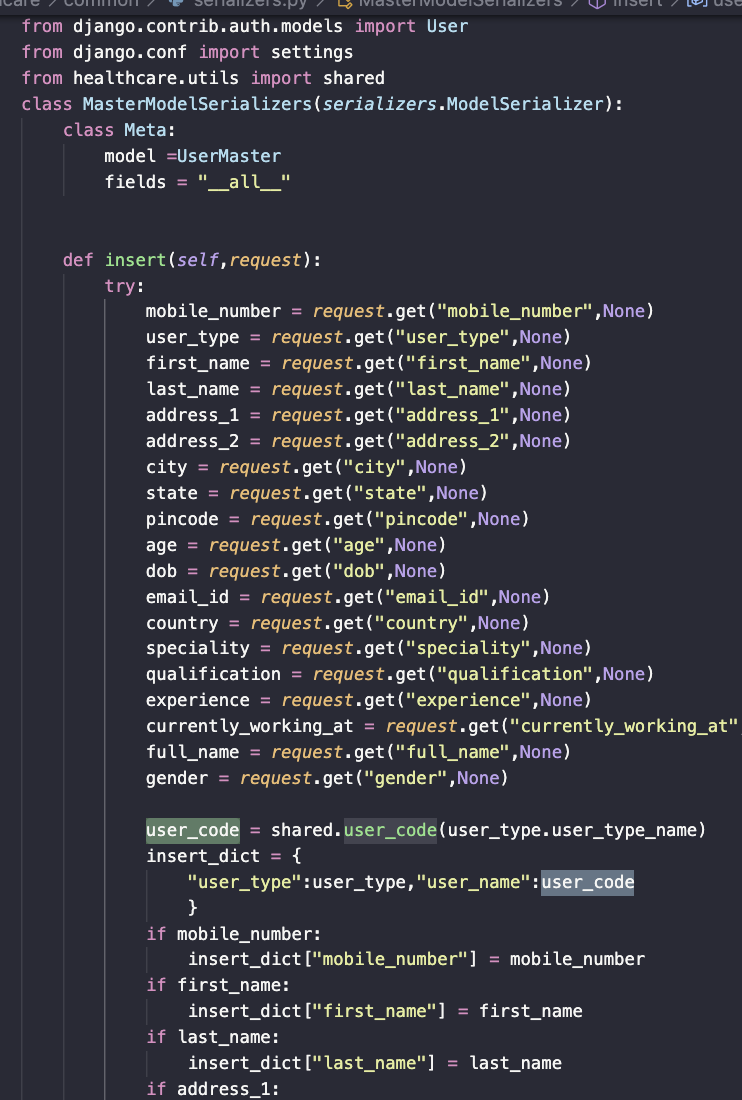 hcare > common > serializers.py > MasterModelSerializers > insert > use
from django.contrib.auth.models import User
from django.conf import settings
from healthcare.utils import shared
class MasterModelSerializers(serializers.ModelSerializer):
    class Meta:
        model =UserMaster
        fields = "__all__"
    def insert(self,request):
        try:
            mobile_number = request.get("mobile_number",None)
            user_type = request.get("user_type",None)
            first_name = request.get("first_name",None)
            last_name = request.get("last_name",None)
            address_1 = request.get("address_1",None)
            address_2 = request.get("address_2",None)
            city = request.get("city",None)
            state = request.get("state",None)
            pincode = request.get("pincode",None)
            age = request.get("age",None)
            dob = request.get("dob",None)
            email_id = request.get("email_id",None)
            country = request.get("country",None)
            speciality = request.get("speciality",None)
            qualification = request.get("qualification",None)
            experience = request.get("experience",None)
            currently_working_at = request.get("currently_working_at"
            full_name = request.get("full_name",None)
            gender = request.get("gender",None)
            user_code = shared.user_code(user_type.user_type_name)
            insert_dict = {
                "user_type":user_type,"user_name":user_code
                }
            if mobile_number:
                insert_dict["mobile_number"] = mobile_number
            if first_name:
                insert_dict["first_name"] = first_name
            if last_name:
                insert_dict["last_name"] = last_name
            if address_1: